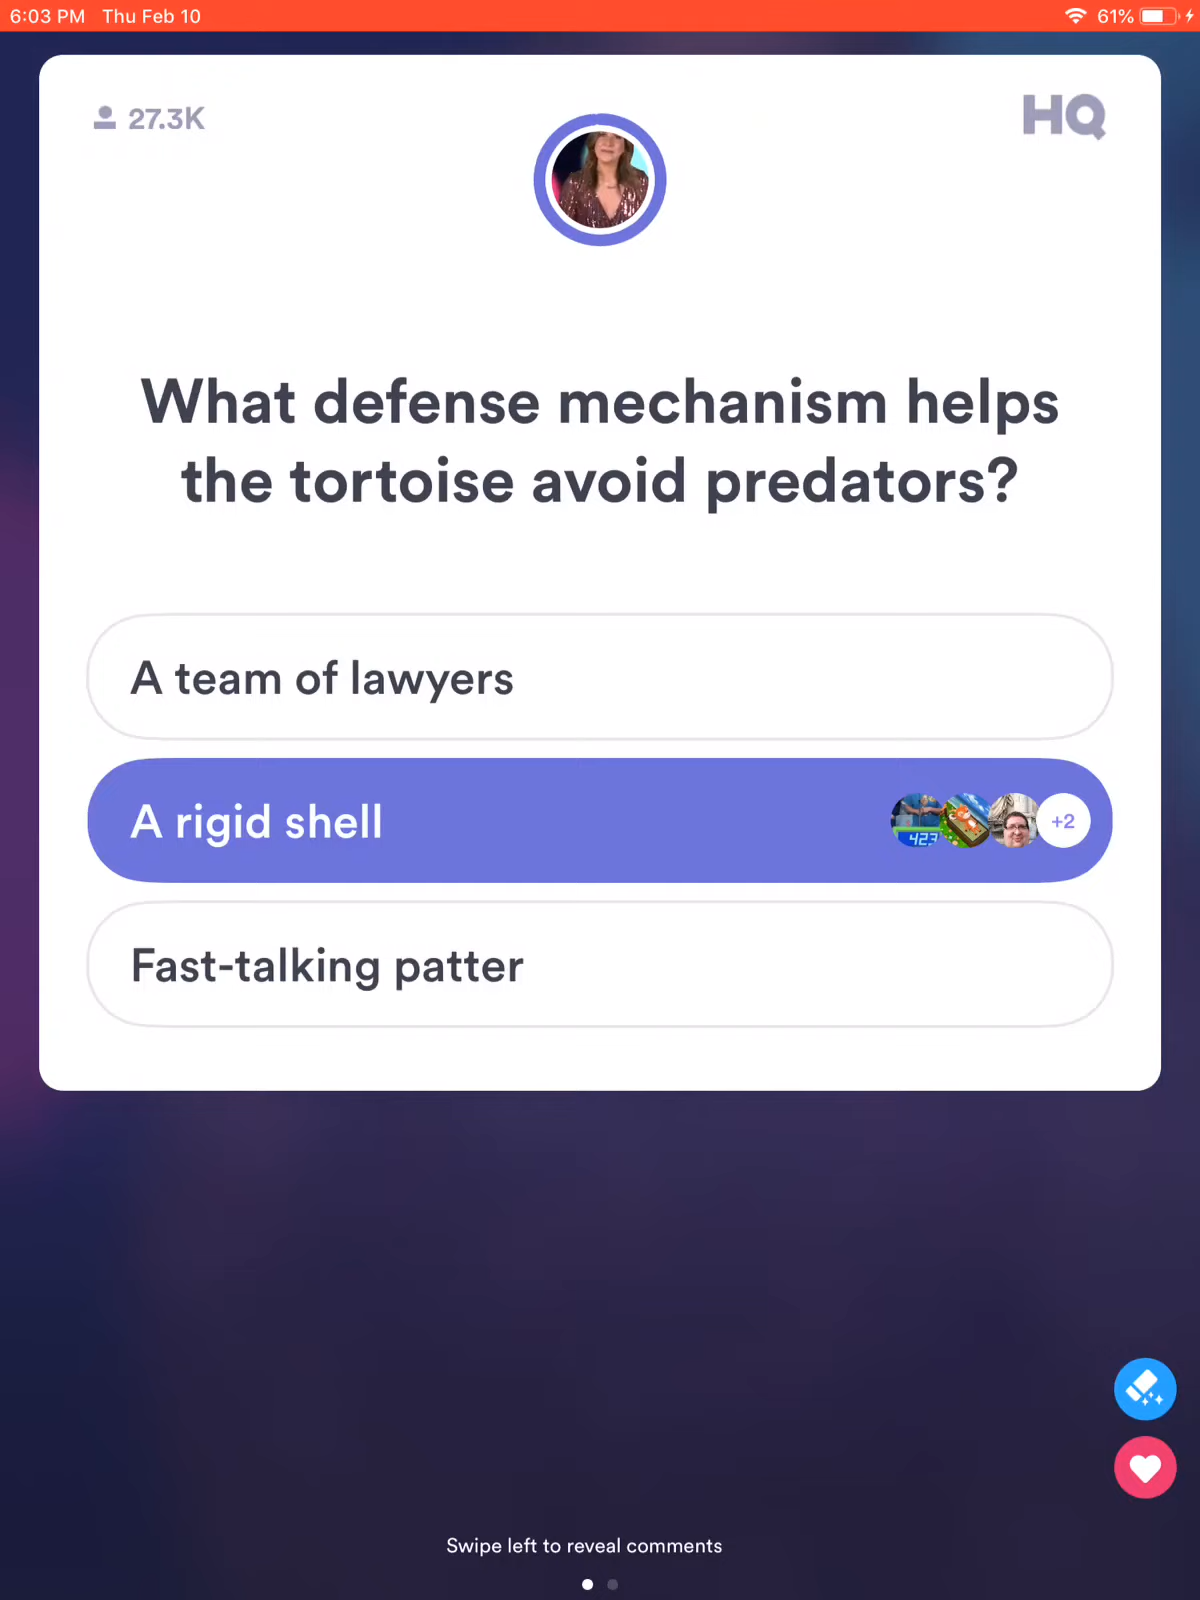 6:03 PM Thu Feb 10
61%
27.3K
HQ
What defense mechanism helps
the tortoise avoid predators?
A team of lawyers
A rigid shell
423
+2
Fast-talking patter
Swipe left to reveal comments